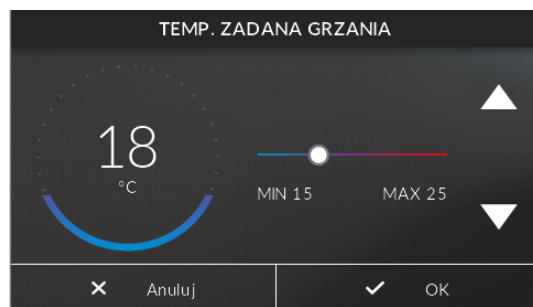 TEMP. ZADANA GRZANIA
18
°C
MIN 15 MAX 25
Anuluj OK